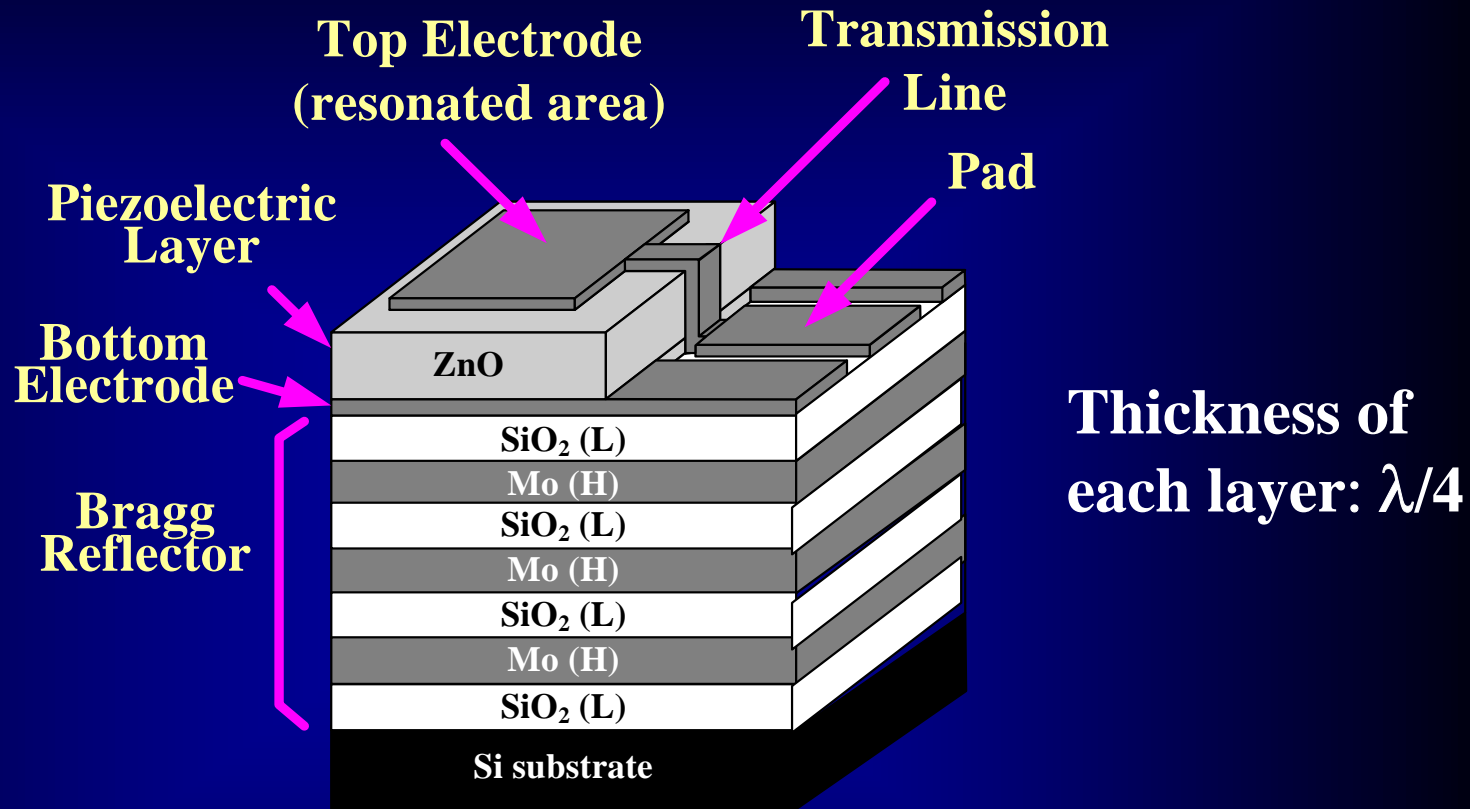 Top Electrode
(resonated area)
Transmission
Line
Pad
Piezoelectric
Layer
Bottom
Electrode
Bragg
Reflector
ZnO
SiO₂ (L)
Mo (H)
SiO₂ (L)
Mo (H)
SiO₂ (L)
Mo (H)
SiO₂ (L)
Si substrate
Thickness of
each layer: λ/4